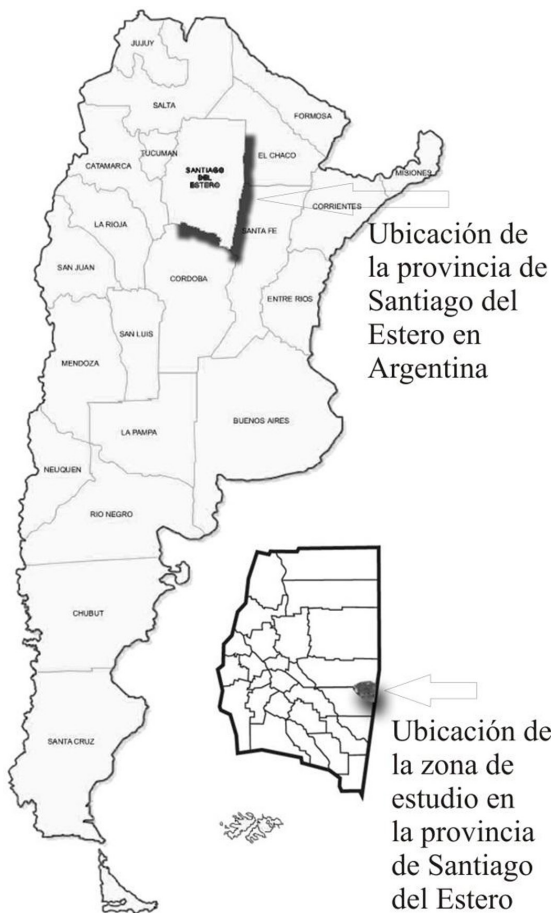 JUJUY
SALTA
FORMOSA
TUCUMAN
SANTIAGO
DEL
ESTERO
EL CHACO
CATAMARCA
MISIONES
CORRIENTES
LA RIOJA
SANTA FE
SAN JUAN
CORDOBA
ENTRE RIOS
SAN LUIS
MENDOZA
BUENOS AIRES
LA PAMPA
NEUQUEN
RIO NEGRO
CHUBUT
SANTA CRUZ
Ubicación de
la provincia de
Santiago del
Estero en
Argentina
Ubicación de
la zona de
estudio en
la provincia
de Santiago
del Estero